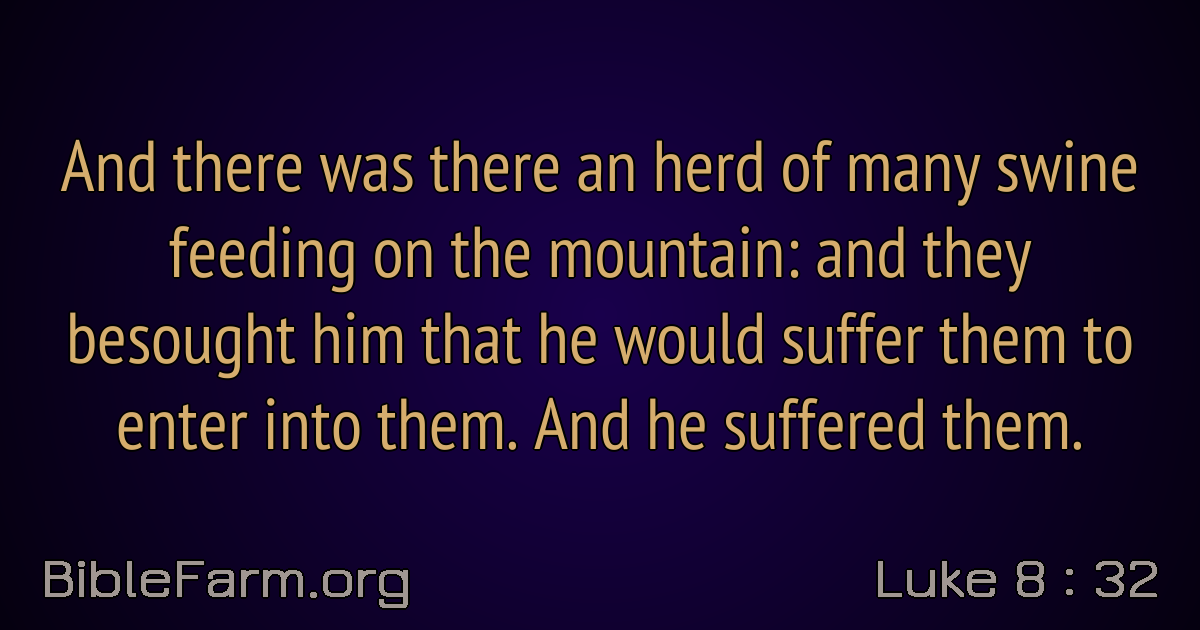 And there was there an herd of many swine
feeding on the mountain: and they
besought him that he would suffer them to
enter into them. And he suffered them.
BibleFarm.org
Luke 8 : 32